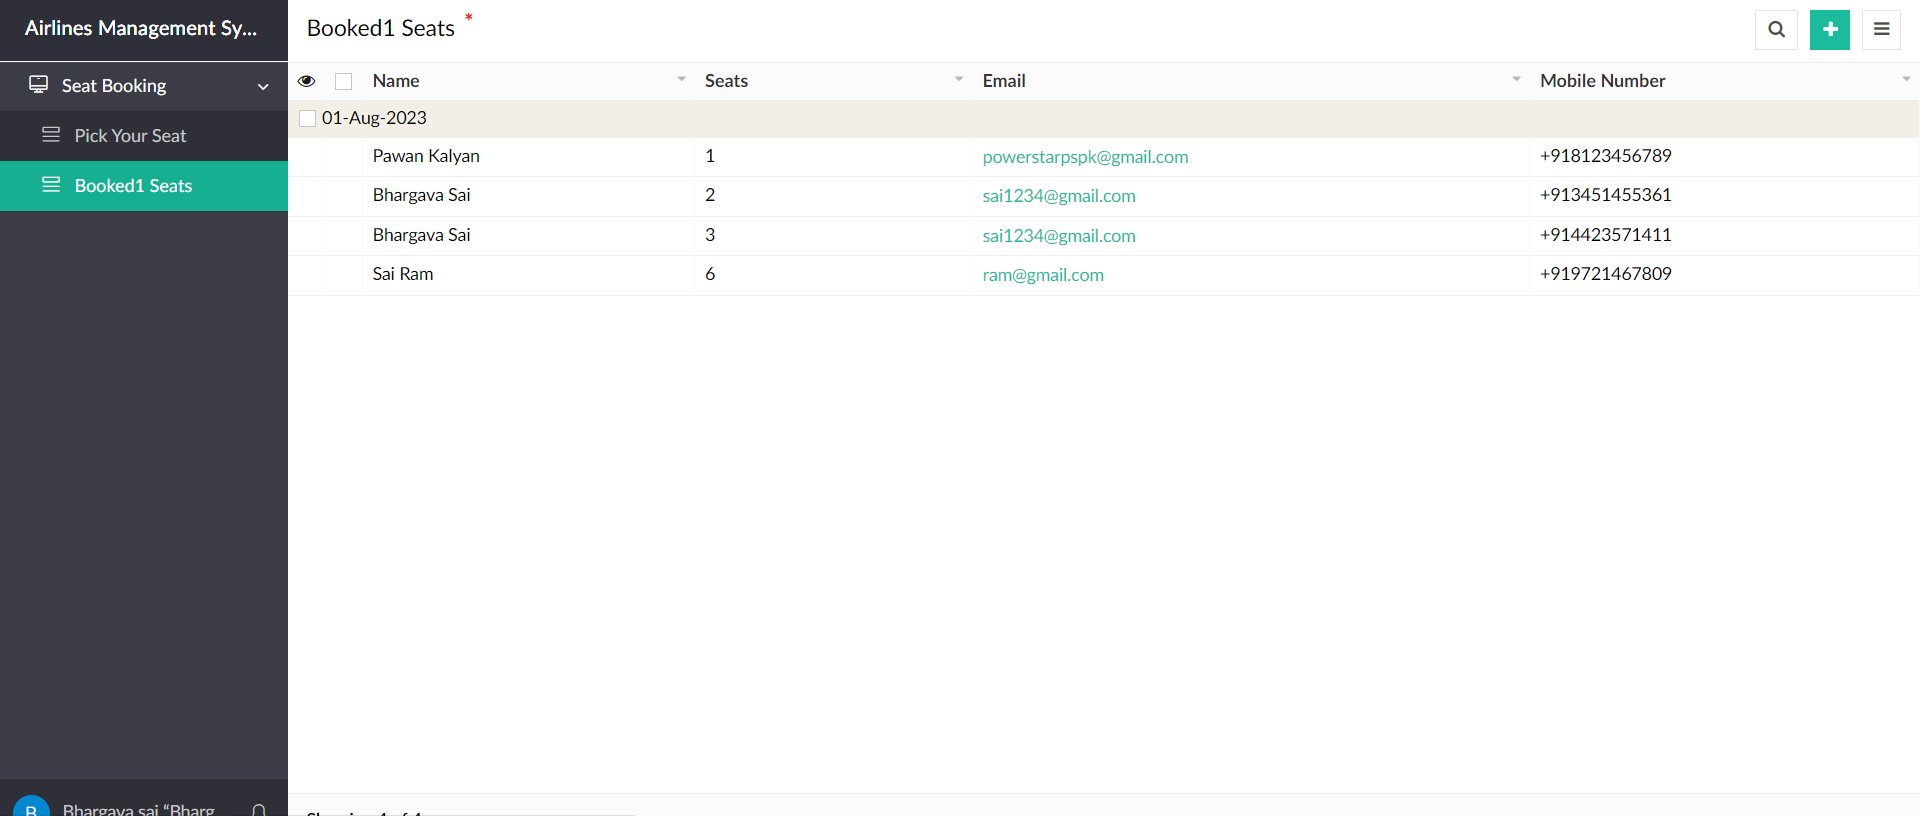 Airlines Management Sy...
Seat Booking
Pick Your Seat
Booked1 Seats
B Bhargava sai “Bharg...
Booked1 Seats *
Name Seats Email Mobile Number
01-Aug-2023
Pawan Kalyan 1 powerstarpspk@gmail.com +918123456789
Bhargava Sai 2 sai1234@gmail.com +913451455361
Bhargava Sai 3 sai1234@gmail.com +914423571411
Sai Ram 6 ram@gmail.com +919721467809